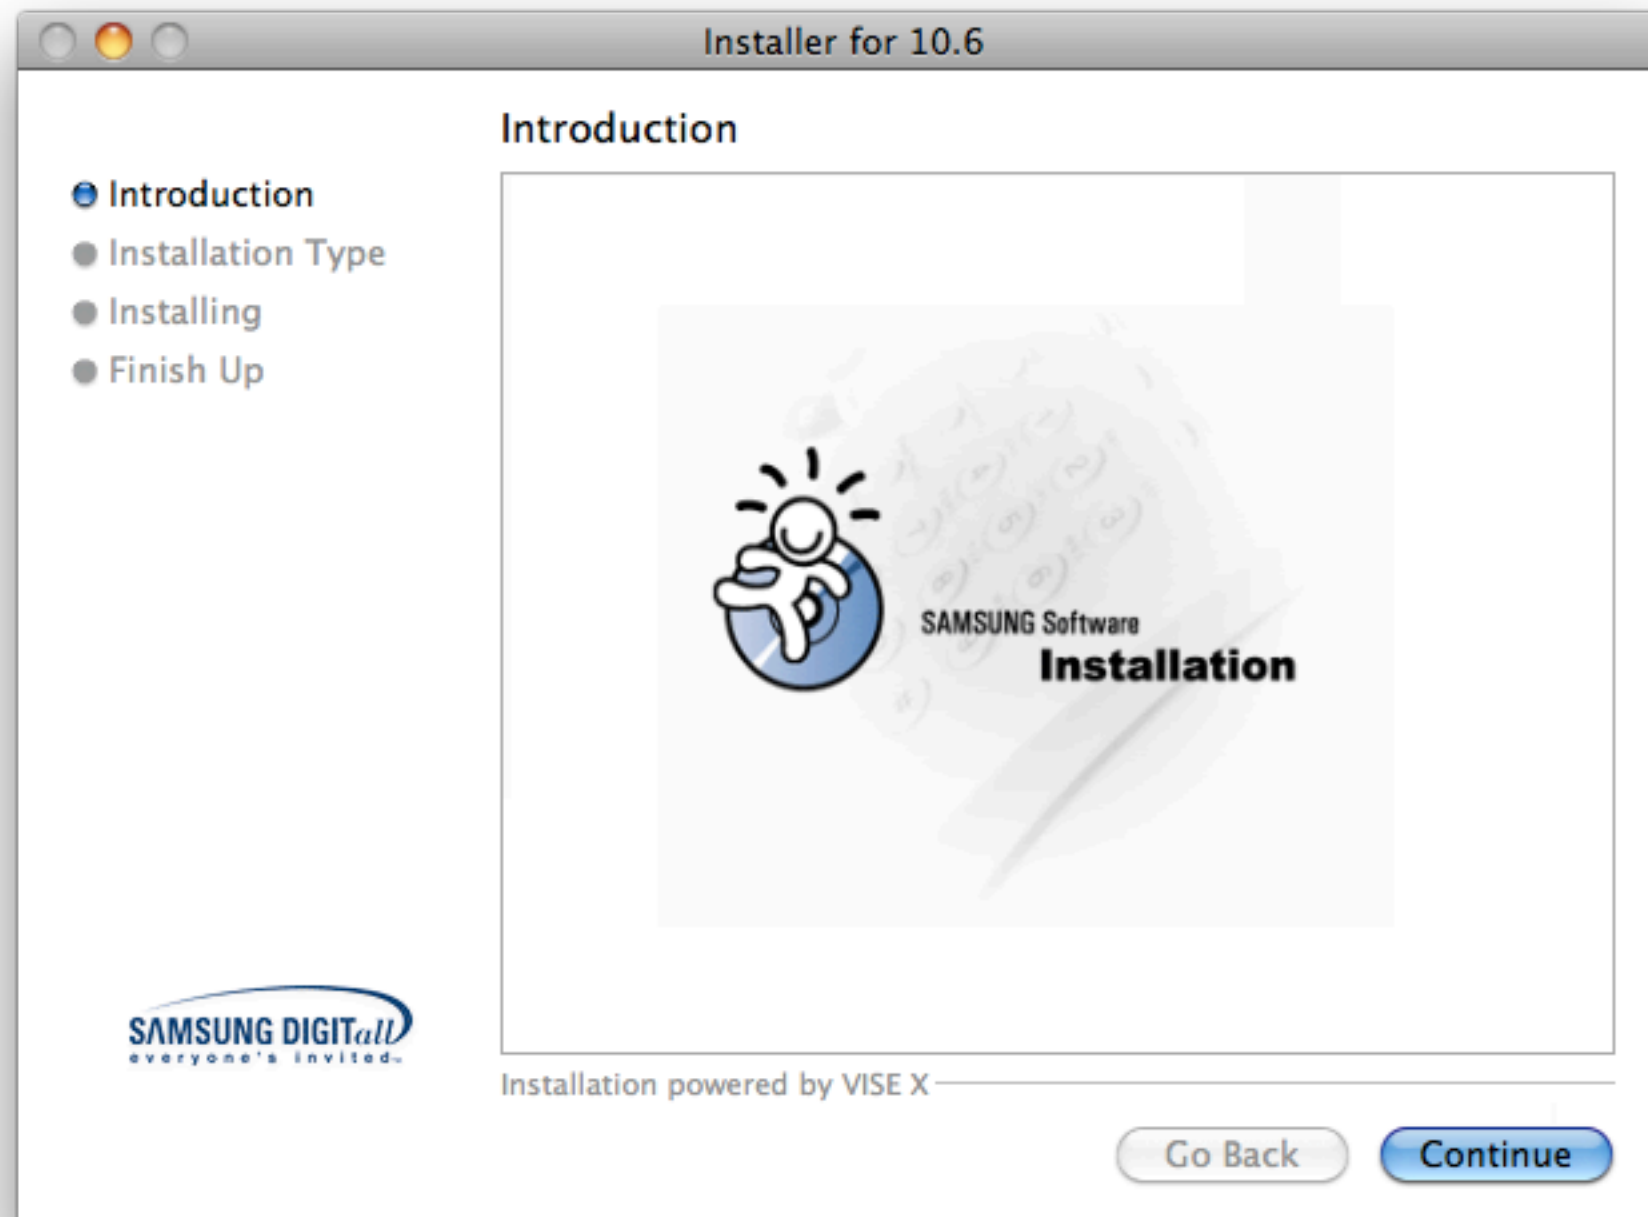 Installer for 10.6
Introduction
Introduction
Installation Type
Installing
Finish Up
SAMSUNG Software
Installation
SAMSUNG DIGITall
everyone's invited™
Installation powered by VISE X
Go Back
Continue